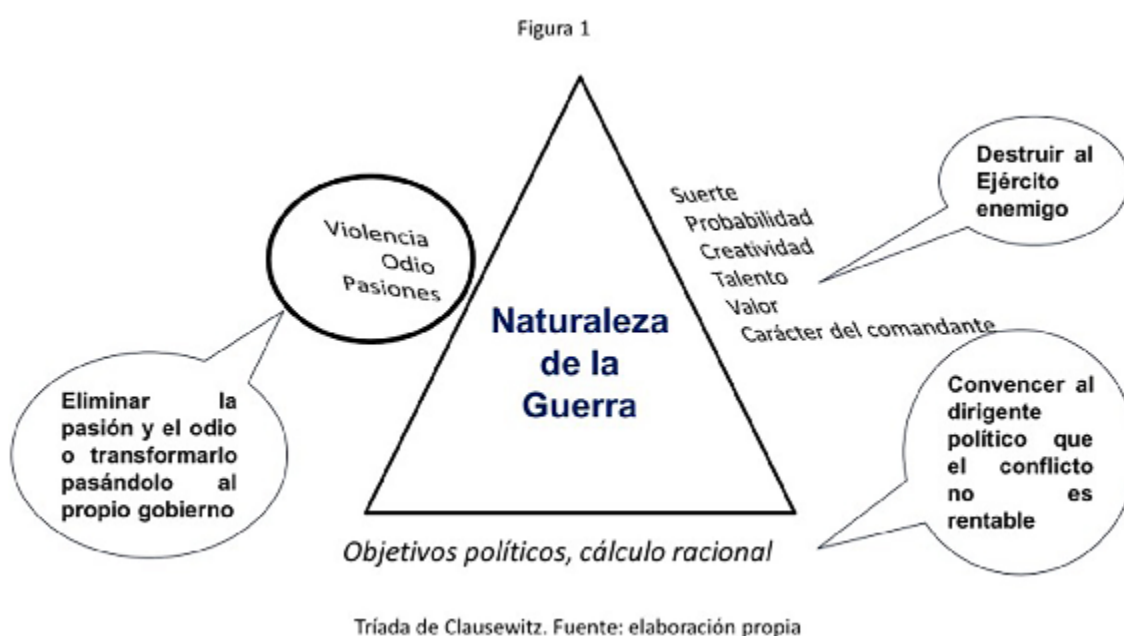 Figura 1
Violencia
Odio
Pasiones
Suerte
Probabilidad
Creatividad
Talento
Valor
Carácter del comandante
Destruir al
Ejército
enemigo
Naturaleza
de la
Guerra
Eliminar la
pasión y el odio
o transformarlo
pasándolo al
propio gobierno
Convencer al
dirigente
político que
el conflicto
no es
rentable
Objetivos políticos, cálculo racional
Tríada de Clausewitz. Fuente: elaboración propia